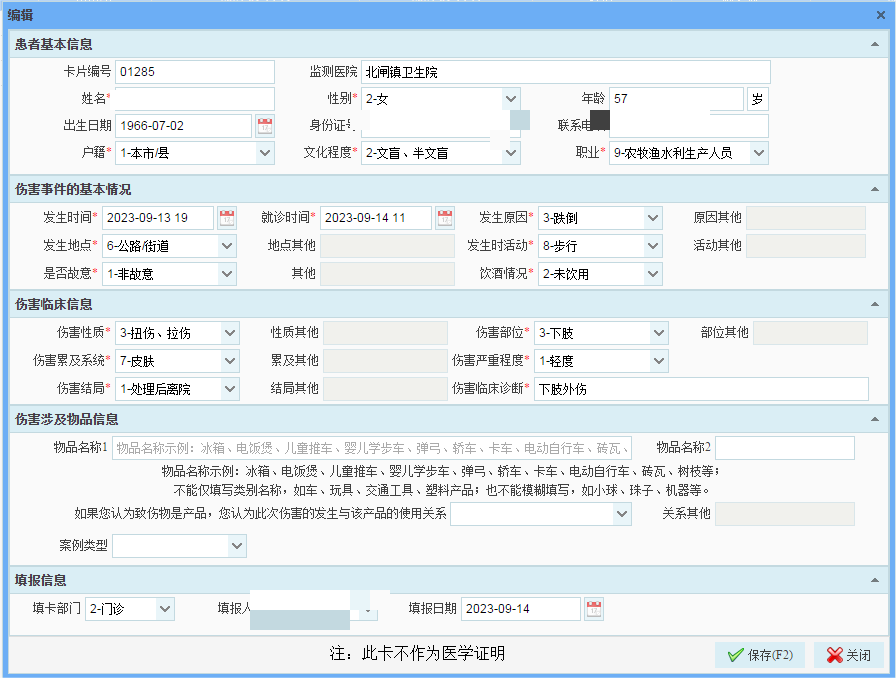 编辑
患者基本信息
卡片编号 01285 监测医院 北闸镇卫生院
姓名* 性别* 2-女 年龄 57 岁
出生日期 1966-07-02 身份证号 联系电
户籍* 1-本市/县 文化程度* 2-文盲、半文盲 职业* 9-农牧渔水利生产人员
伤害事件的基本情况
发生时间* 2023-09-13 19 就诊时间* 2023-09-14 11 发生原因* 3-跌倒 原因其他
发生地点* 6-公路/街道 地点其他 发生时活动* 8-步行 活动其他
是否故意* 1-非故意 其他 饮酒情况* 2-未饮用
伤害临床信息
伤害性质* 3-扭伤、拉伤 性质其他 伤害部位* 3-下肢 部位其他
伤害累及系统* 7-皮肤 累及其他 伤害严重程度* 1-轻度
伤害结局* 1-处理后离院 结局其他 伤害临床诊断* 下肢外伤
伤害涉及物品信息
物品名称1 物品名称示例：冰箱、电饭煲、儿童推车、婴儿学步车、弹弓、轿车、卡车、电动自行车、砖瓦、 物品名称2
物品名称示例：冰箱、电饭煲、儿童推车、婴儿学步车、弹弓、轿车、卡车、电动自行车、砖瓦、树枝等；
不能仅填写类别名称，如车、玩具、交通工具、塑料产品；也不能模糊填写，如小球、珠子、机器等。
如果您认为致伤物是产品，您认为此次伤害的发生与该产品的使用关系 关系其他
案例类型
填报信息
填卡部门 2-门诊 填报人 填报日期 2023-09-14
注：此卡不作为医学证明 保存(F2) 关闭